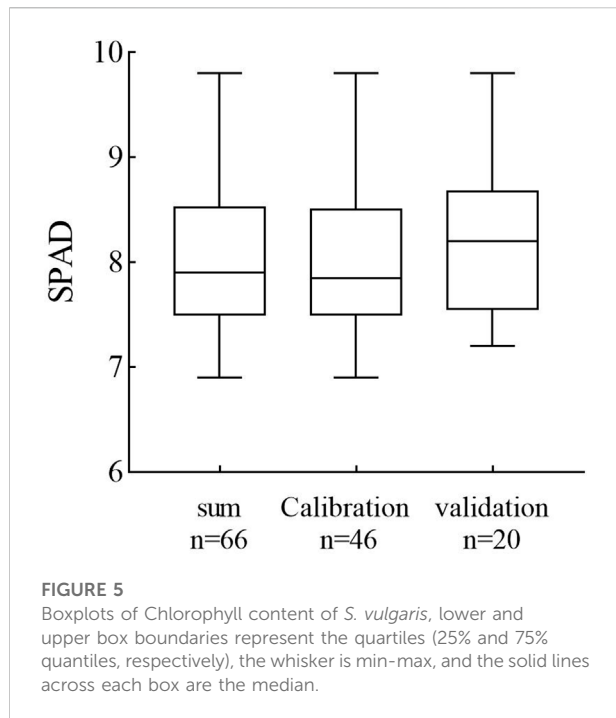 10
9
8
7
6
SPAD
sum Calibration validation
n=66 n=46 n=20
FIGURE 5
Boxplots of Chlorophyll content of S. vulgaris, lower and
upper box boundaries represent the quartiles (25% and 75%
quantiles, respectively), the whisker is min-max, and the solid lines
across each box are the median.